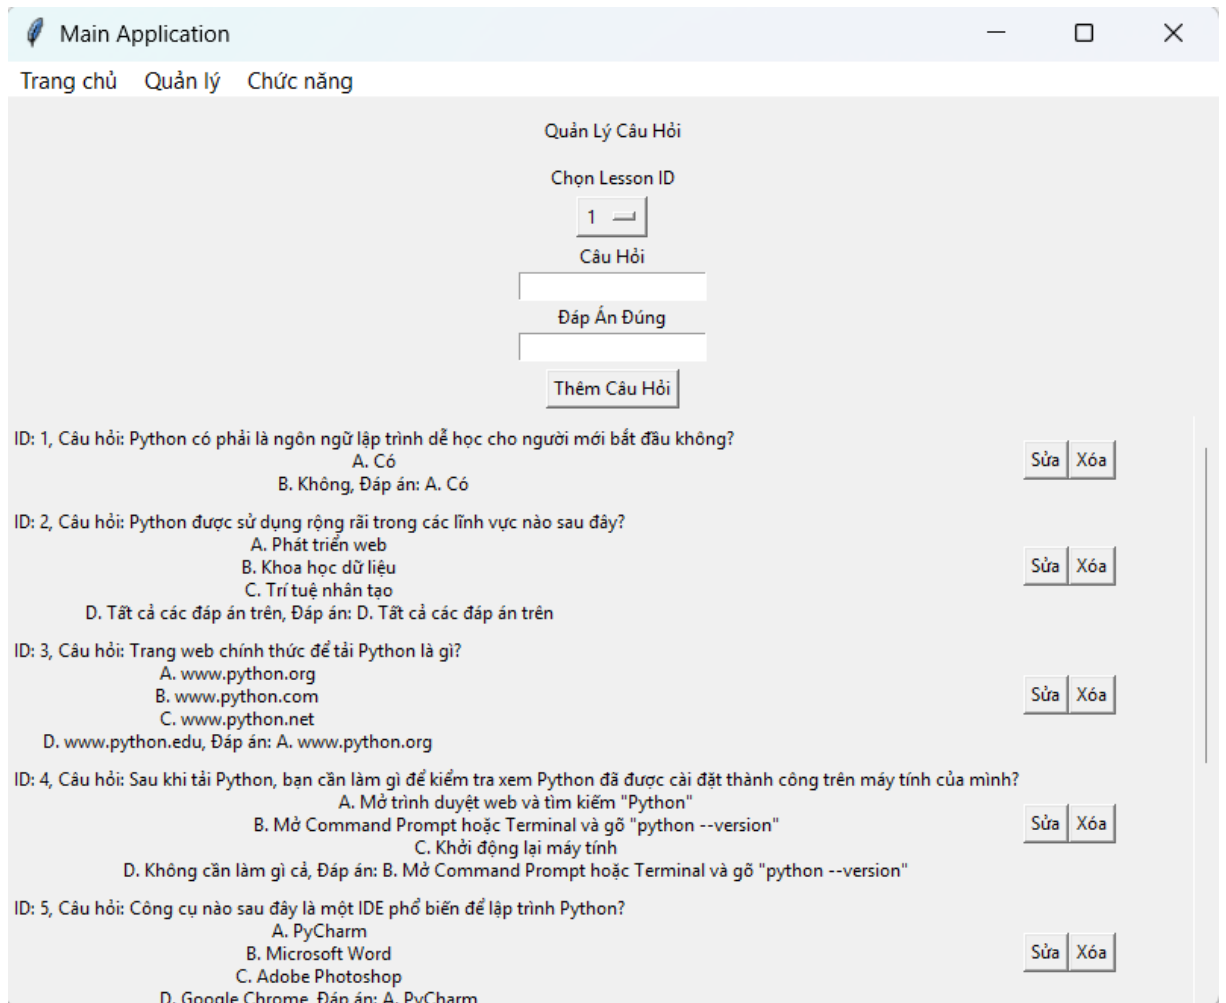 Main Application
Trang chủ Quản lý Chức năng
Quản Lý Câu Hỏi
Chọn Lesson ID
1
Câu Hỏi
Đáp Án Đúng
Thêm Câu Hỏi
ID: 1, Câu hỏi: Python có phải là ngôn ngữ lập trình dễ học cho người mới bắt đầu không?
A. Có
B. Không, Đáp án: A. Có
Sửa Xóa
ID: 2, Câu hỏi: Python được sử dụng rộng rãi trong các lĩnh vực nào sau đây?
A. Phát triển web
B. Khoa học dữ liệu
C. Trí tuệ nhân tạo
D. Tất cả các đáp án trên, Đáp án: D. Tất cả các đáp án trên
Sửa Xóa
ID: 3, Câu hỏi: Trang web chính thức để tải Python là gì?
A. www.python.org
B. www.python.com
C. www.python.net
D. www.python.edu, Đáp án: A. www.python.org
Sửa Xóa
ID: 4, Câu hỏi: Sau khi tải Python, bạn cần làm gì để kiểm tra xem Python đã được cài đặt thành công trên máy tính của mình?
A. Mở trình duyệt web và tìm kiếm "Python"
B. Mở Command Prompt hoặc Terminal và gõ "python --version"
C. Khởi động lại máy tính
D. Không cần làm gì cả, Đáp án: B. Mở Command Prompt hoặc Terminal và gõ "python --version"
Sửa Xóa
ID: 5, Câu hỏi: Công cụ nào sau đây là một IDE phổ biến để lập trình Python?
A. PyCharm
B. Microsoft Word
C. Adobe Photoshop
D. Google Chrome, Đáp án: A. PyCharm
Sửa Xóa